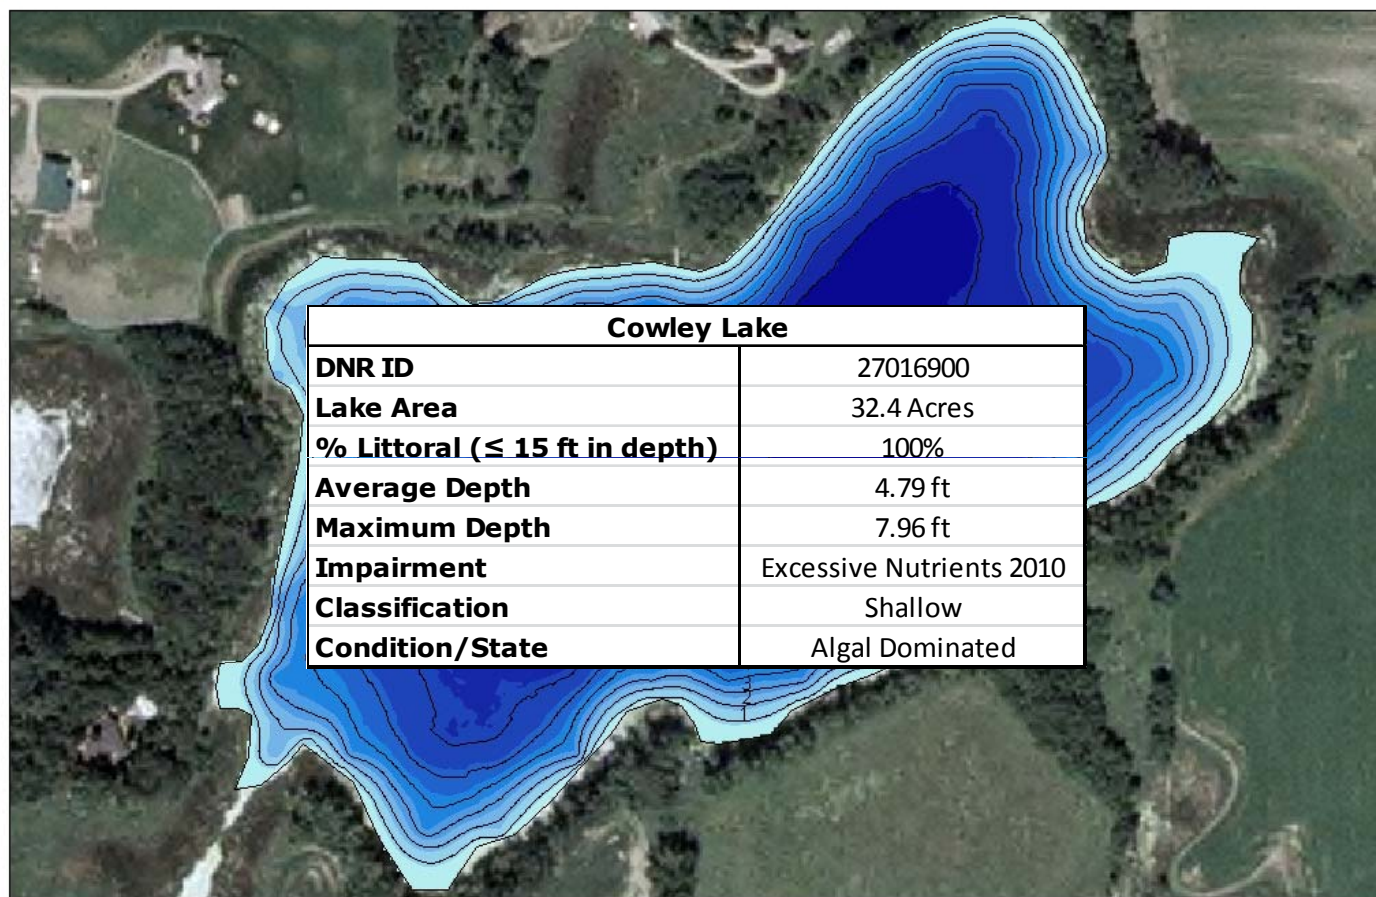 Cowley Lake
DNR ID 27016900
Lake Area 32.4 Acres
% Littoral (≤ 15 ft in depth) 100%
Average Depth 4.79 ft
Maximum Depth 7.96 ft
Impairment Excessive Nutrients 2010
Classification Shallow
Condition/State Algal Dominated